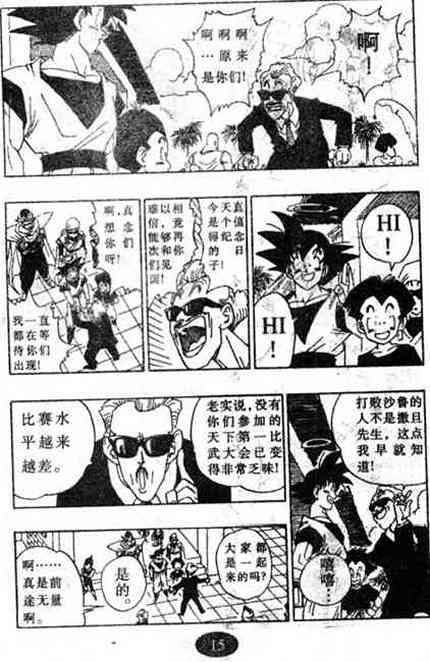 啊!
啊啊啊
…原来
是你们!
HI!
HI!
今天真
是个值
得纪念
的日
子!
难以相
信,竟
能够再
次和你
们见
面!
啊,真
想念
你们
呀!
我一直
都在等
待你们
出现!
打败沙鲁的
人不是撒旦
先生,这点
我早就知
道!
嘻
嘻…
老实说,没有
你们参加的
天下第一比
武大会已变
得非常乏味!
比赛水
平越来
越差。
大家都
是一起
来的吗?
是的。
啊……
真是前
途无量
啊。
15